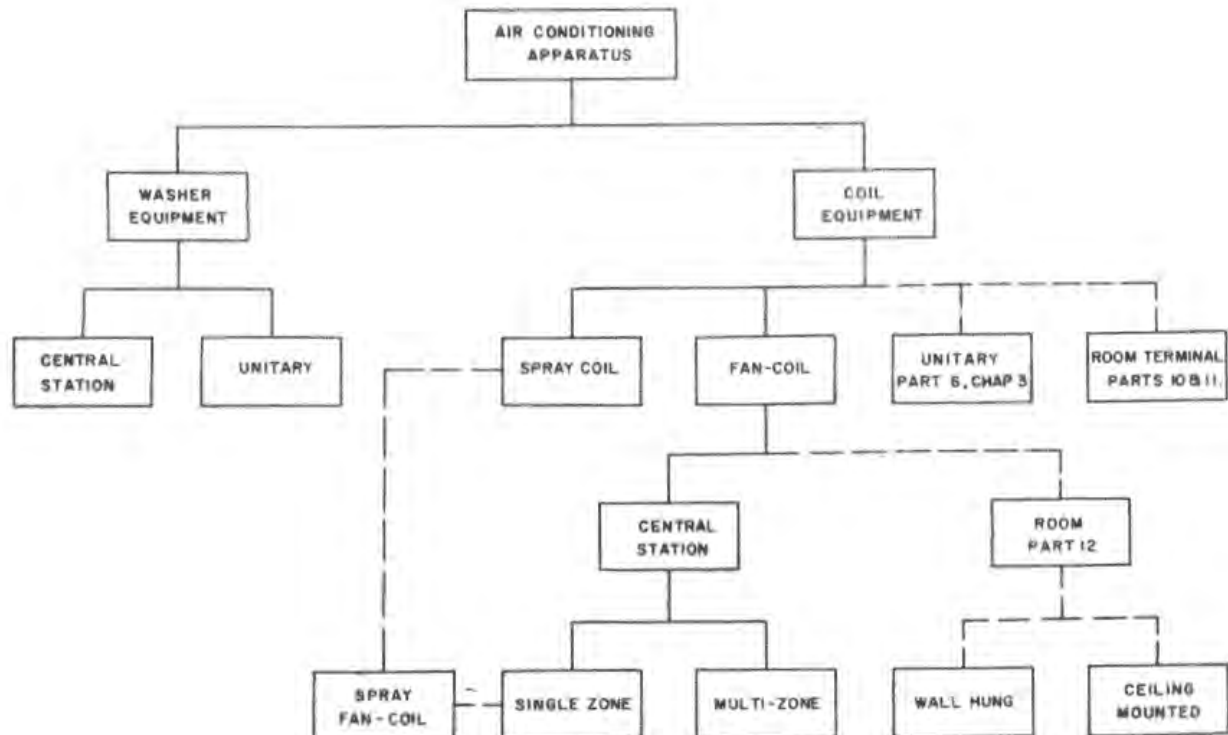 AIR CONDITIONING
APPARATUS
WASHER
EQUIPMENT
COIL
EQUIPMENT
CENTRAL
STATION
UNITARY
SPRAY COIL
FAN-COIL
UNITARY
PART 6, CHAP 3
ROOM TERMINAL
PARTS 10 & 11
CENTRAL
STATION
ROOM
PART 12
SPRAY
FAN-COIL
SINGLE ZONE
MULTI-ZONE
WALL HUNG
CEILING
MOUNTED